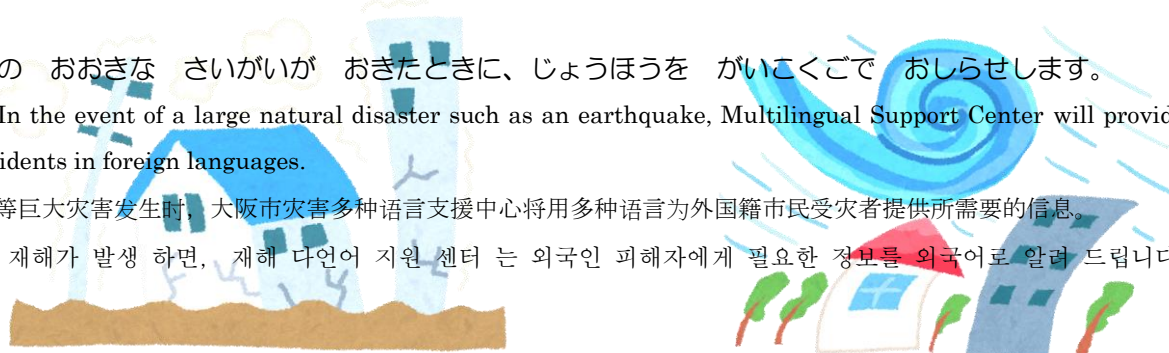 の　おおきな　さいがいが　おきたときに、じょうほうを　がいこくごで　おしらせします。
In the event of a large natural disaster such as an earthquake, Multilingual Support Center will provid
idents in foreign languages.
等巨大灾害发生时，大阪市灾害多种语言支援中心将用多种语言为外国籍市民受灾者提供所需要的信息。
재해가 발생 하면, 재해 다언어 지원 센터 는 외국인 피해자에게 필요한 정보를 외국어로 알려 드립니다